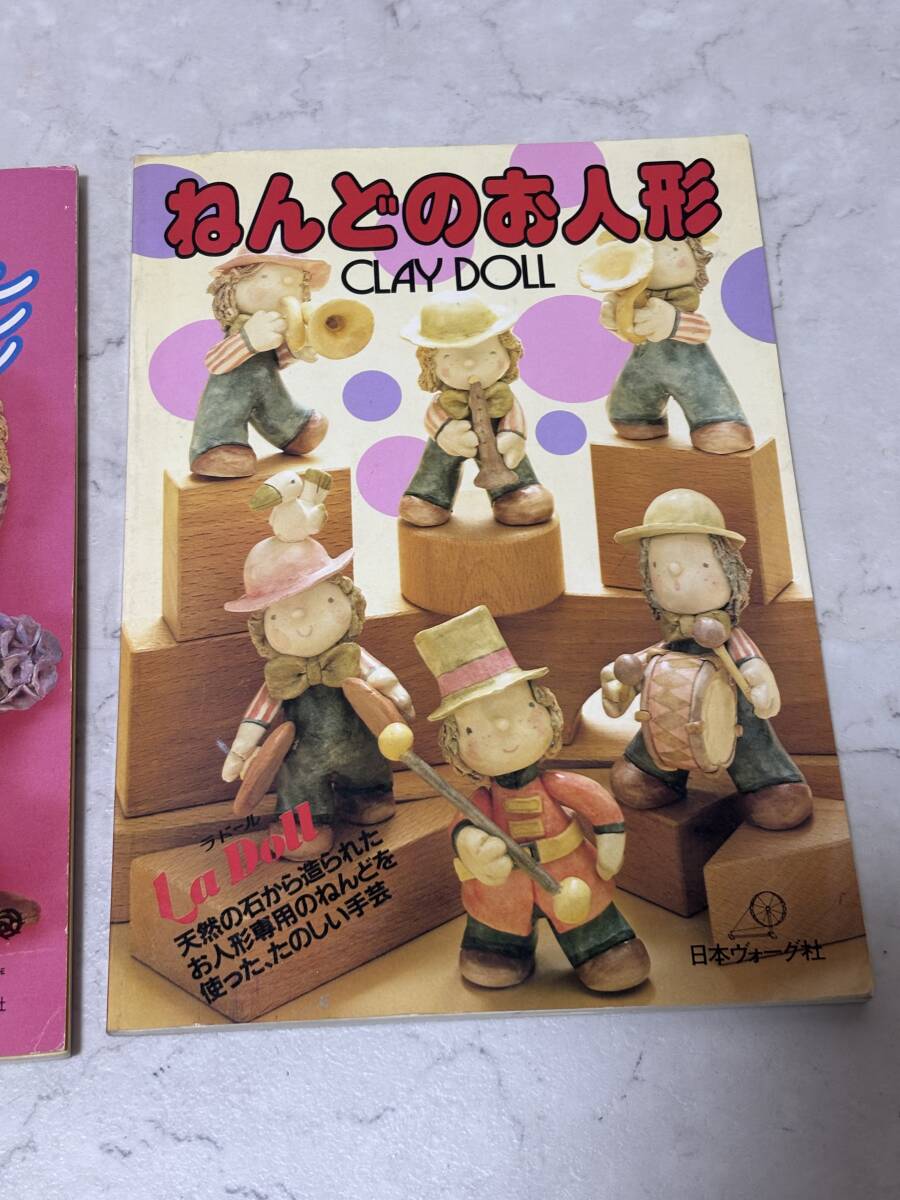 ねんどのお人形
CLAY DOLL
ラドール
La Doll
天然の石から造られた
お人形専用のねんどを
使った、たのしい手芸
日本ヴォーグ社
社